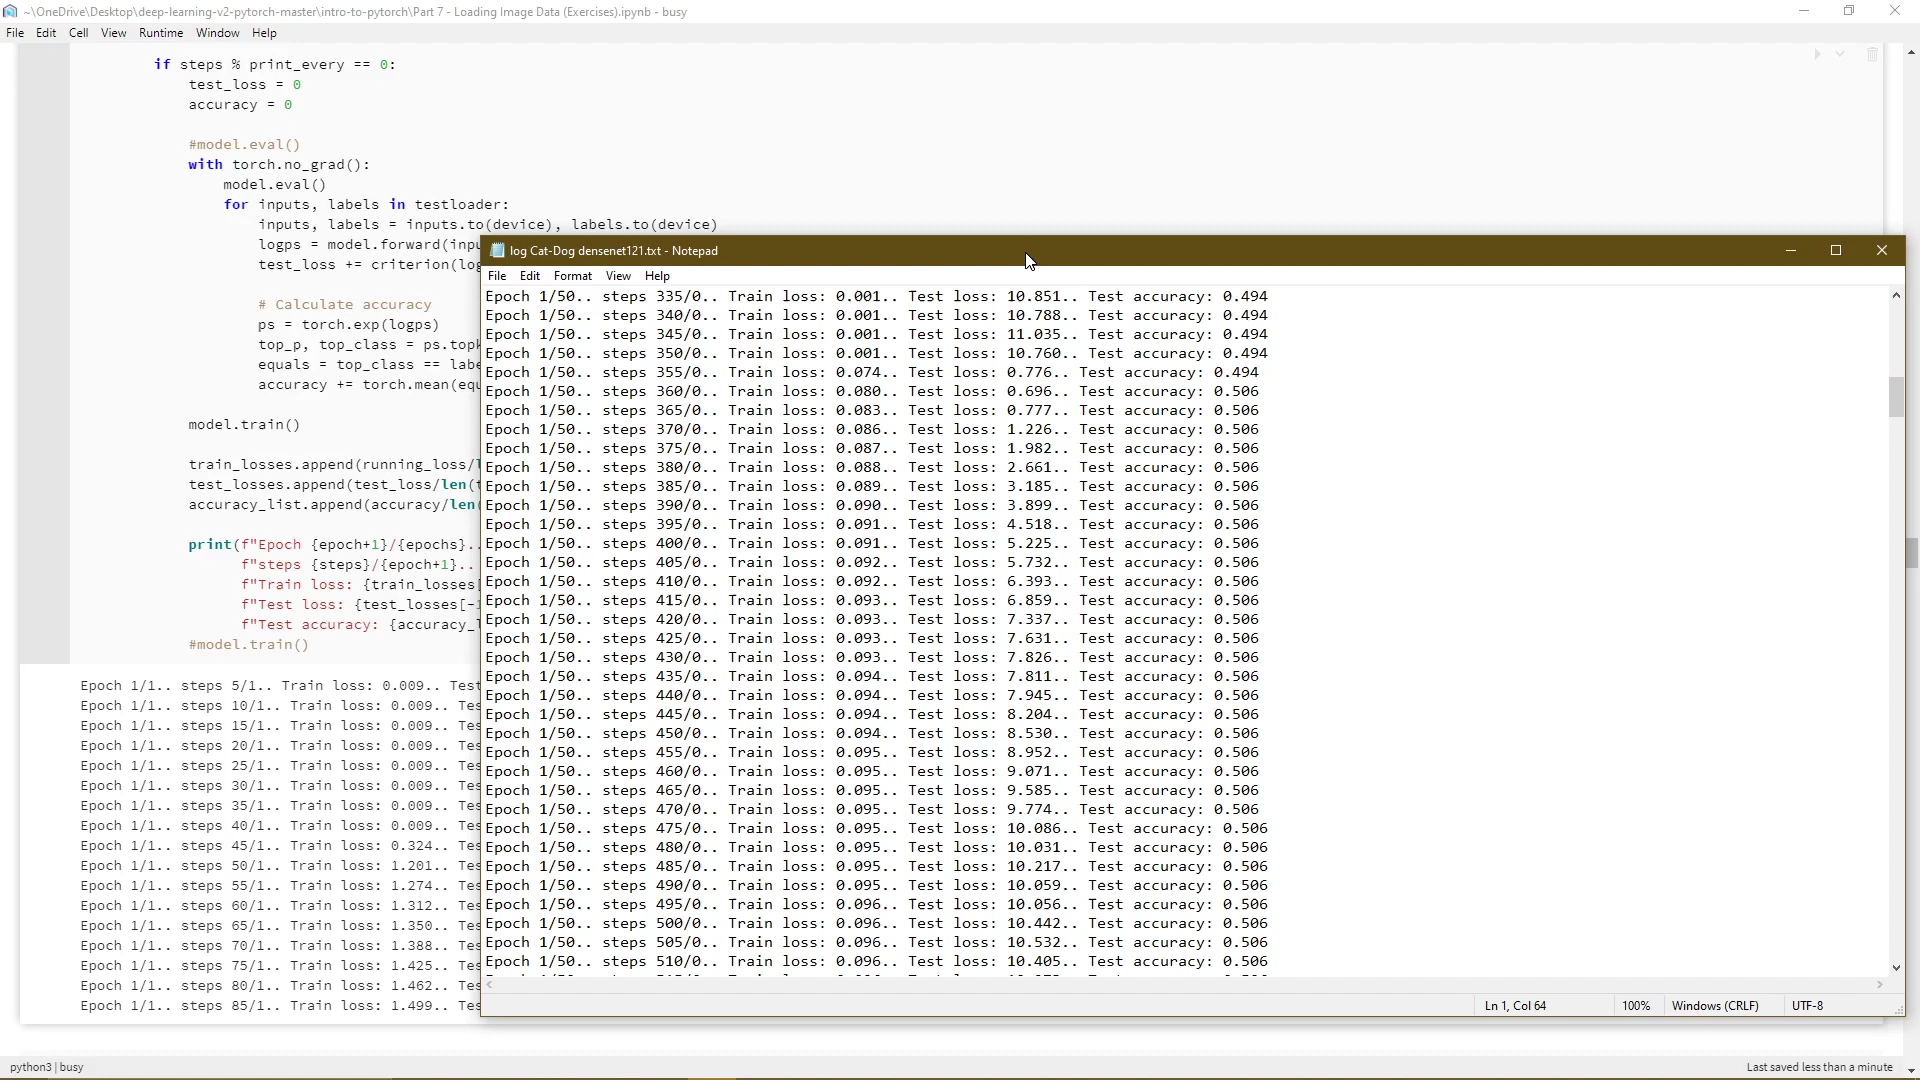 ~\OneDrive\Desktop\deep-learning-v2-pytorch-master\intro-to-pytorch\Part 7 - Loading Image Data (Exercises).ipynb - busy
File Edit Cell View Runtime Window Help
if steps % print_every == 0:
test_loss = 0
accuracy = 0
#model.eval()
with torch.no_grad():
model.eval()
for inputs, labels in testloader:
inputs, labels = inputs.to(device), labels.to(device)
logps = model.forward(inpu
test_loss += criterion(log
# Calculate accuracy
ps = torch.exp(logps)
top_p, top_class = ps.topk
equals = top_class == labe
accuracy += torch.mean(equ
model.train()
train_losses.append(running_loss/l
test_losses.append(test_loss/len(t
accuracy_list.append(accuracy/len(
print(f"Epoch {epoch+1}/{epochs}..
f"steps {steps}/{epoch+1}..
f"Train loss: {train_losses[
f"Test loss: {test_losses[-1
f"Test accuracy: {accuracy_l
#model.train()
Epoch 1/1.. steps 5/1.. Train loss: 0.009.. Test
Epoch 1/1.. steps 10/1.. Train loss: 0.009.. Tes
Epoch 1/1.. steps 15/1.. Train loss: 0.009.. Tes
Epoch 1/1.. steps 20/1.. Train loss: 0.009.. Tes
Epoch 1/1.. steps 25/1.. Train loss: 0.009.. Tes
Epoch 1/1.. steps 30/1.. Train loss: 0.009.. Tes
Epoch 1/1.. steps 35/1.. Train loss: 0.009.. Tes
Epoch 1/1.. steps 40/1.. Train loss: 0.009.. Tes
Epoch 1/1.. steps 45/1.. Train loss: 0.324.. Tes
Epoch 1/1.. steps 50/1.. Train loss: 1.201.. Tes
Epoch 1/1.. steps 55/1.. Train loss: 1.274.. Tes
Epoch 1/1.. steps 60/1.. Train loss: 1.312.. Tes
Epoch 1/1.. steps 65/1.. Train loss: 1.350.. Tes
Epoch 1/1.. steps 70/1.. Train loss: 1.388.. Tes
Epoch 1/1.. steps 75/1.. Train loss: 1.425.. Tes
Epoch 1/1.. steps 80/1.. Train loss: 1.462.. Tes
Epoch 1/1.. steps 85/1.. Train loss: 1.499.. Tes
log Cat-Dog densenet121.txt - Notepad
File Edit Format View Help
Epoch 1/50.. steps 335/0.. Train loss: 0.001.. Test loss: 10.851.. Test accuracy: 0.494
Epoch 1/50.. steps 340/0.. Train loss: 0.001.. Test loss: 10.788.. Test accuracy: 0.494
Epoch 1/50.. steps 345/0.. Train loss: 0.001.. Test loss: 11.035.. Test accuracy: 0.494
Epoch 1/50.. steps 350/0.. Train loss: 0.001.. Test loss: 10.760.. Test accuracy: 0.494
Epoch 1/50.. steps 355/0.. Train loss: 0.074.. Test loss: 0.776.. Test accuracy: 0.494
Epoch 1/50.. steps 360/0.. Train loss: 0.080.. Test loss: 0.696.. Test accuracy: 0.506
Epoch 1/50.. steps 365/0.. Train loss: 0.083.. Test loss: 0.777.. Test accuracy: 0.506
Epoch 1/50.. steps 370/0.. Train loss: 0.086.. Test loss: 1.226.. Test accuracy: 0.506
Epoch 1/50.. steps 375/0.. Train loss: 0.087.. Test loss: 1.982.. Test accuracy: 0.506
Epoch 1/50.. steps 380/0.. Train loss: 0.088.. Test loss: 2.661.. Test accuracy: 0.506
Epoch 1/50.. steps 385/0.. Train loss: 0.089.. Test loss: 3.185.. Test accuracy: 0.506
Epoch 1/50.. steps 390/0.. Train loss: 0.090.. Test loss: 3.899.. Test accuracy: 0.506
Epoch 1/50.. steps 395/0.. Train loss: 0.091.. Test loss: 4.518.. Test accuracy: 0.506
Epoch 1/50.. steps 400/0.. Train loss: 0.091.. Test loss: 5.225.. Test accuracy: 0.506
Epoch 1/50.. steps 405/0.. Train loss: 0.092.. Test loss: 5.732.. Test accuracy: 0.506
Epoch 1/50.. steps 410/0.. Train loss: 0.092.. Test loss: 6.393.. Test accuracy: 0.506
Epoch 1/50.. steps 415/0.. Train loss: 0.093.. Test loss: 6.859.. Test accuracy: 0.506
Epoch 1/50.. steps 420/0.. Train loss: 0.093.. Test loss: 7.337.. Test accuracy: 0.506
Epoch 1/50.. steps 425/0.. Train loss: 0.093.. Test loss: 7.631.. Test accuracy: 0.506
Epoch 1/50.. steps 430/0.. Train loss: 0.093.. Test loss: 7.826.. Test accuracy: 0.506
Epoch 1/50.. steps 435/0.. Train loss: 0.094.. Test loss: 7.811.. Test accuracy: 0.506
Epoch 1/50.. steps 440/0.. Train loss: 0.094.. Test loss: 7.945.. Test accuracy: 0.506
Epoch 1/50.. steps 445/0.. Train loss: 0.094.. Test loss: 8.204.. Test accuracy: 0.506
Epoch 1/50.. steps 450/0.. Train loss: 0.094.. Test loss: 8.530.. Test accuracy: 0.506
Epoch 1/50.. steps 455/0.. Train loss: 0.095.. Test loss: 8.952.. Test accuracy: 0.506
Epoch 1/50.. steps 460/0.. Train loss: 0.095.. Test loss: 9.071.. Test accuracy: 0.506
Epoch 1/50.. steps 465/0.. Train loss: 0.095.. Test loss: 9.585.. Test accuracy: 0.506
Epoch 1/50.. steps 470/0.. Train loss: 0.095.. Test loss: 9.774.. Test accuracy: 0.506
Epoch 1/50.. steps 475/0.. Train loss: 0.095.. Test loss: 10.086.. Test accuracy: 0.506
Epoch 1/50.. steps 480/0.. Train loss: 0.095.. Test loss: 10.031.. Test accuracy: 0.506
Epoch 1/50.. steps 485/0.. Train loss: 0.095.. Test loss: 10.217.. Test accuracy: 0.506
Epoch 1/50.. steps 490/0.. Train loss: 0.095.. Test loss: 10.059.. Test accuracy: 0.506
Epoch 1/50.. steps 495/0.. Train loss: 0.096.. Test loss: 10.056.. Test accuracy: 0.506
Epoch 1/50.. steps 500/0.. Train loss: 0.096.. Test loss: 10.442.. Test accuracy: 0.506
Epoch 1/50.. steps 505/0.. Train loss: 0.096.. Test loss: 10.532.. Test accuracy: 0.506
Epoch 1/50.. steps 510/0.. Train loss: 0.096.. Test loss: 10.405.. Test accuracy: 0.506
Ln 1, Col 64 100% Windows (CRLF) UTF-8
python3 | busy Last saved less than a minute